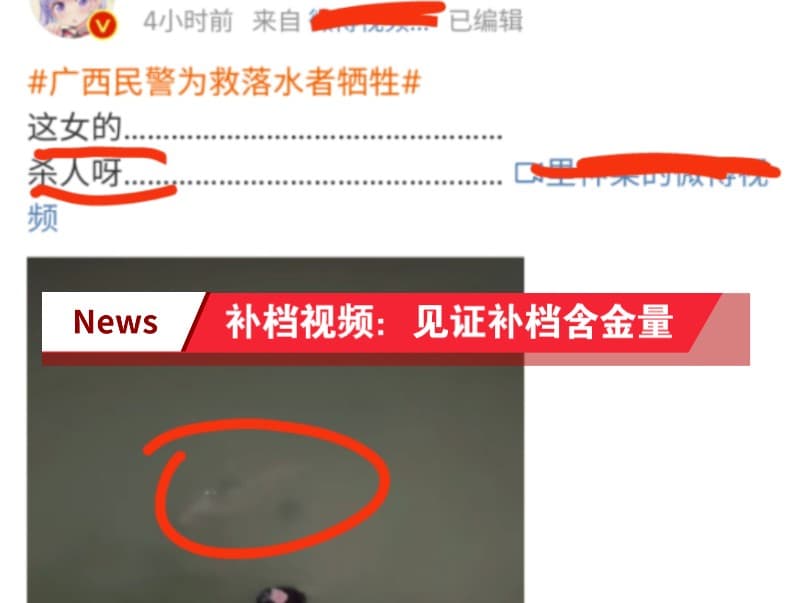 4小时前 来自 已编辑
#广西民警为救落水者牺牲#
这女的................................................
杀人呀................................................
频
News 补档视频：见证补档含金量